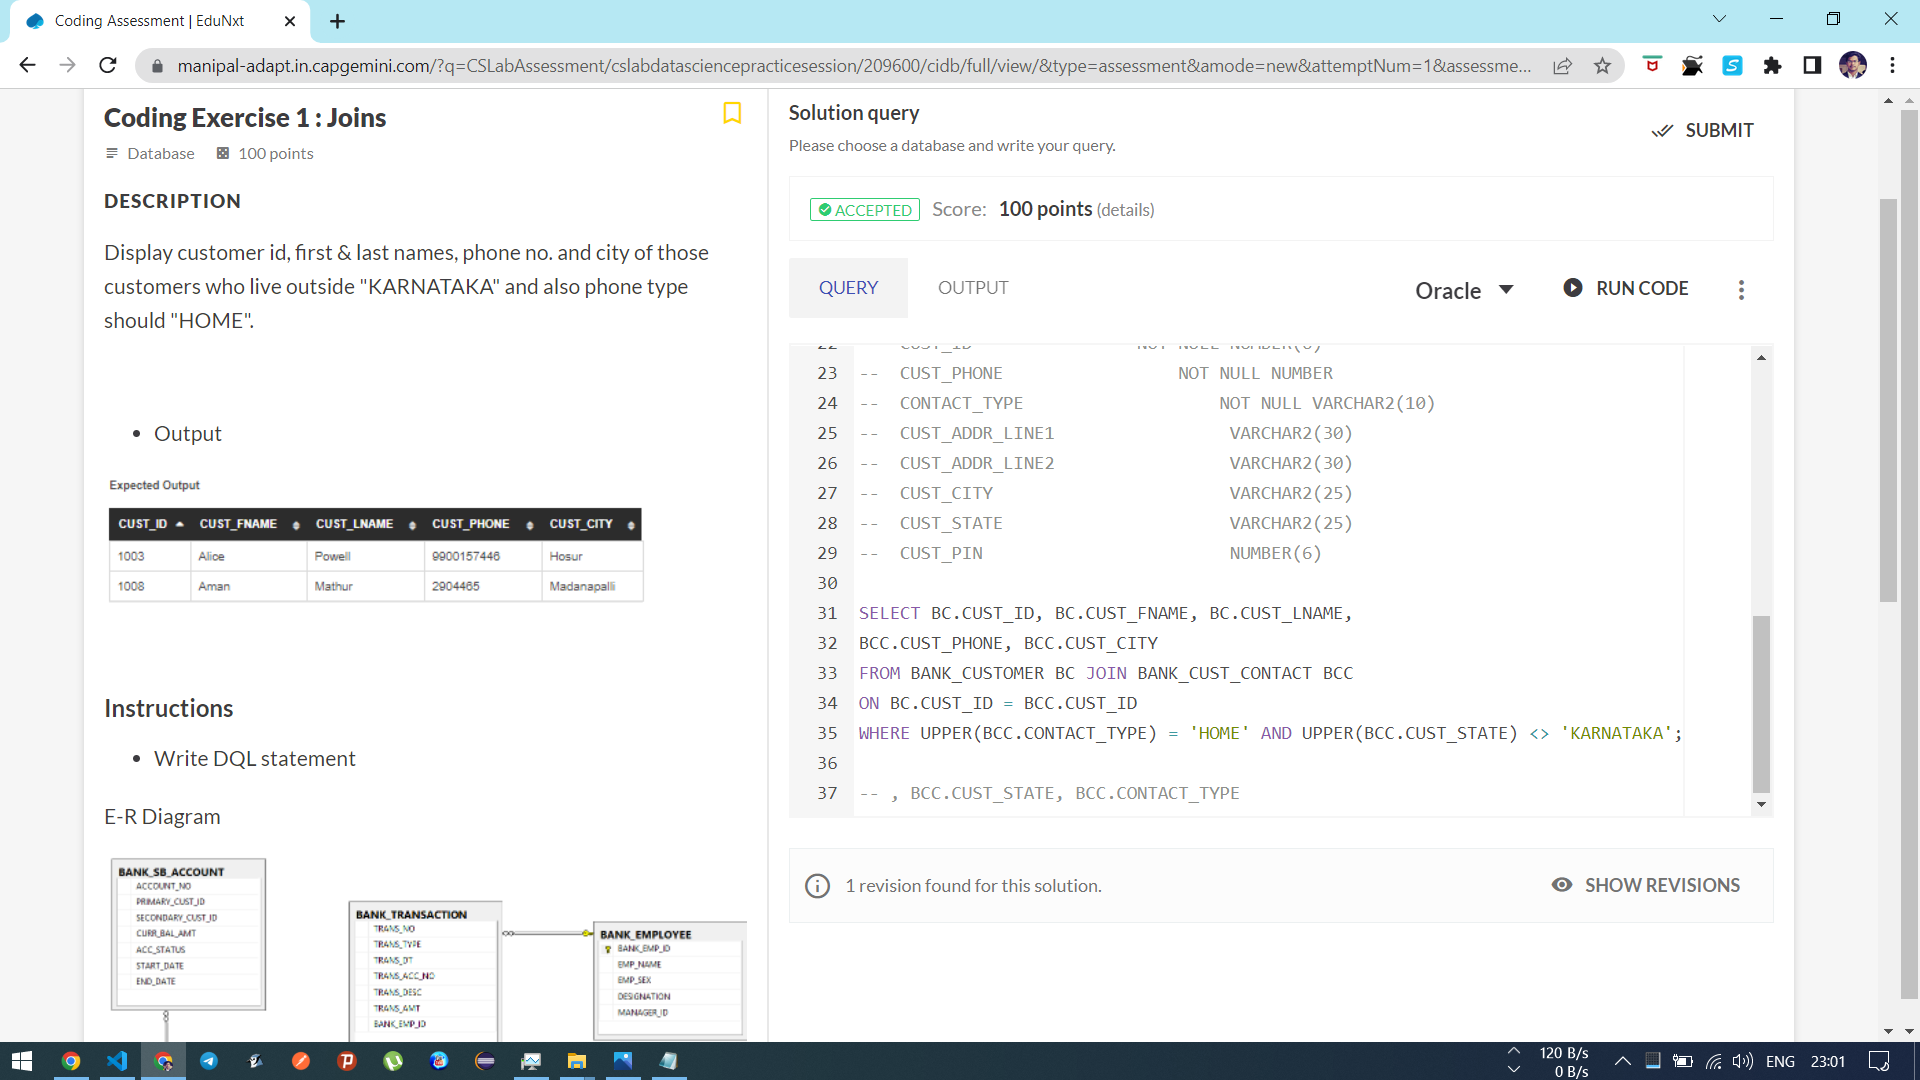 Coding Assessment | EduNxt
manipal-adapt.in.capgemini.com/?q=CSLabAssessment/cslabdatasciencepracticesession/209600/cidb/full/view/&type=assessment&amode=new&attemptNum=1&assessme...
Coding Exercise 1 : Joins
Database 100 points
DESCRIPTION
Display customer id, first & last names, phone no. and city of those
customers who live outside "KARNATAKA" and also phone type
should "HOME".
• Output
Expected Output
CUST_ID CUST_FNAME CUST_LNAME CUST_PHONE CUST_CITY
1003 Alice Powell 9900157446 Hosur
1008 Aman Mathur 2904465 Madanapalli
Instructions
• Write DQL statement
E-R Diagram
BANK_SB_ACCOUNT
ACCOUNT_NO
PRIMARY_CUST_ID
SECONDARY_CUST_ID
CURR_BAL_AMT
ACC_STATUS
START_DATE
END_DATE
BANK_TRANSACTION
TRANS_NO
TRANS_TYPE
TRANS_DT
TRANS_ACC_NO
TRANS_DESC
TRANS_AMT
BANK_EMP_ID
BANK_EMPLOYEE
BANK_EMP_ID
EMP_NAME
EMP_SEX
DESIGNATION
MANAGER_ID
Solution query
Please choose a database and write your query.
SUBMIT
ACCEPTED Score: 100 points (details)
QUERY OUTPUT Oracle RUN CODE
22 -- CUST_ID NOT NULL NUMBER(6)
23 -- CUST_PHONE NOT NULL NUMBER
24 -- CONTACT_TYPE NOT NULL VARCHAR2(10)
25 -- CUST_ADDR_LINE1 VARCHAR2(30)
26 -- CUST_ADDR_LINE2 VARCHAR2(30)
27 -- CUST_CITY VARCHAR2(25)
28 -- CUST_STATE VARCHAR2(25)
29 -- CUST_PIN NUMBER(6)
30
31 SELECT BC.CUST_ID, BC.CUST_FNAME, BC.CUST_LNAME,
32 BCC.CUST_PHONE, BCC.CUST_CITY
33 FROM BANK_CUSTOMER BC JOIN BANK_CUST_CONTACT BCC
34 ON BC.CUST_ID = BCC.CUST_ID
35 WHERE UPPER(BCC.CONTACT_TYPE) = 'HOME' AND UPPER(BCC.CUST_STATE) <> 'KARNATAKA';
36
37 -- , BCC.CUST_STATE, BCC.CONTACT_TYPE
1 revision found for this solution. SHOW REVISIONS
120 B/s
0 B/s
ENG 23:01